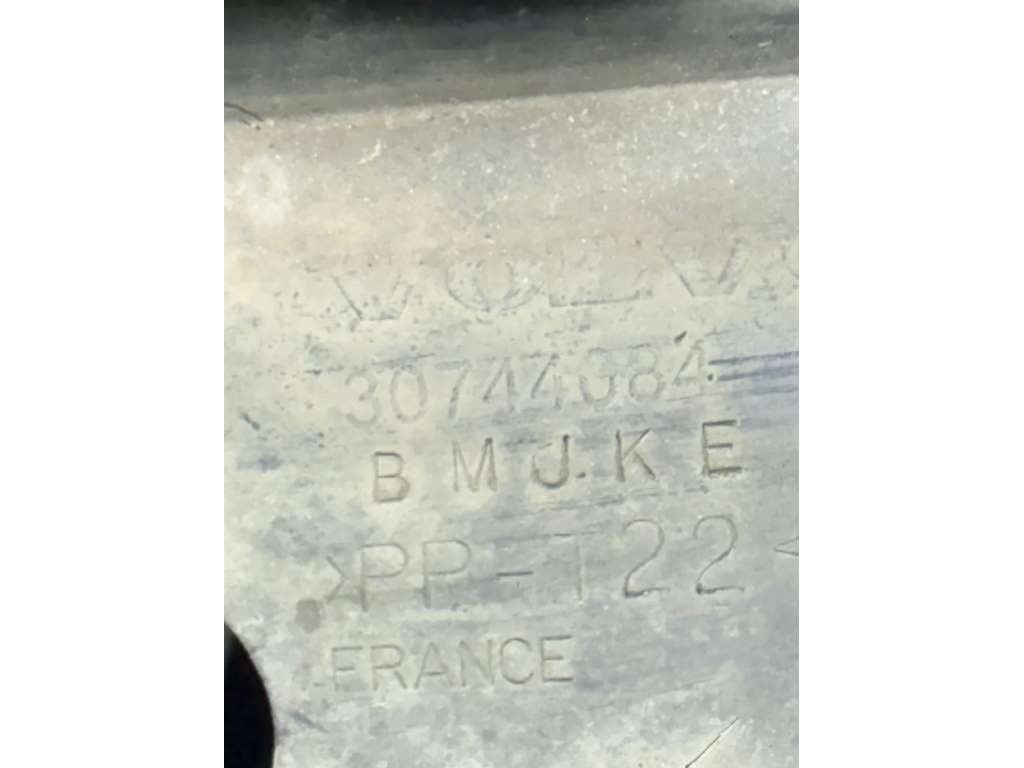 VOLVO
30744384
B M J K E
>PP-T22<
FRANCE